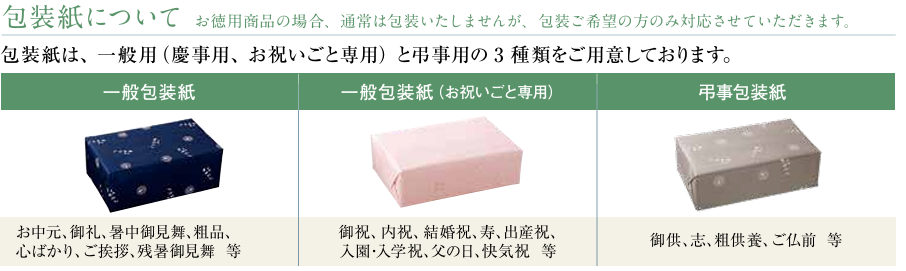 包装紙について お徳用商品の場合、通常は包装いたしませんが、包装ご希望の方のみ対応させていただきます。
包装紙は、一般用(慶事用、お祝いごと専用)と弔事用の3種類をご用意しております。
一般包装紙
一般包装紙(お祝いごと専用)
弔事包装紙
お中元、御礼、暑中御見舞、粗品、
心ばかり、ご挨拶、残暑御見舞 等
御祝、内祝、結婚祝、寿、出産祝、
入園・入学祝、父の日、快気祝 等
御供、志、粗供養、ご仏前 等